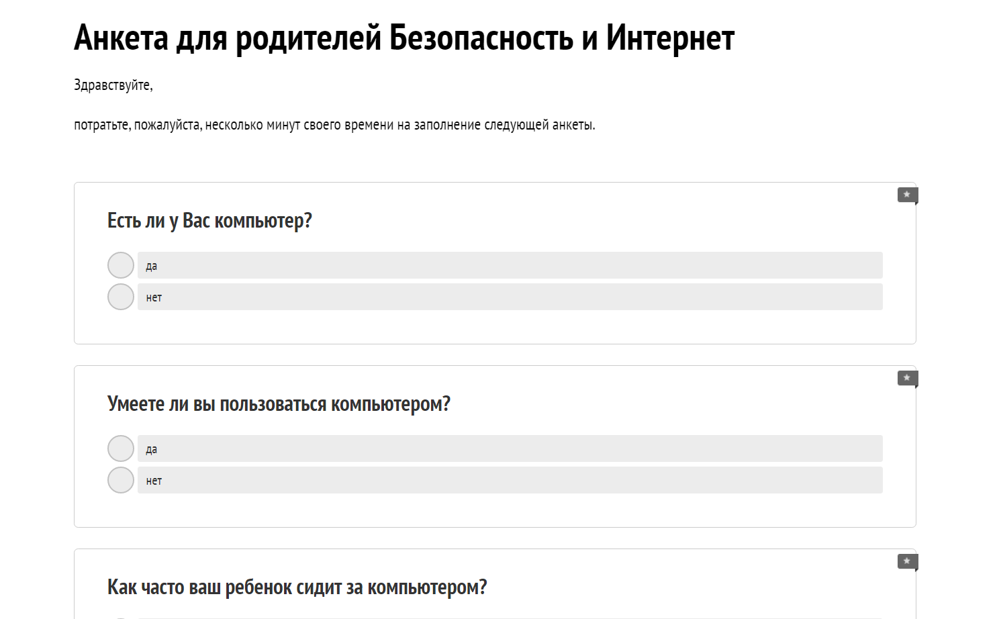 Анкета для родителей Безопасность и Интернет
Здравствуйте,
потратьте, пожалуйста, несколько минут своего времени на заполнение следующей анкеты.
Есть ли у Вас компьютер?
да
нет
Умеете ли вы пользоваться компьютером?
да
нет
Как часто ваш ребенок сидит за компьютером?